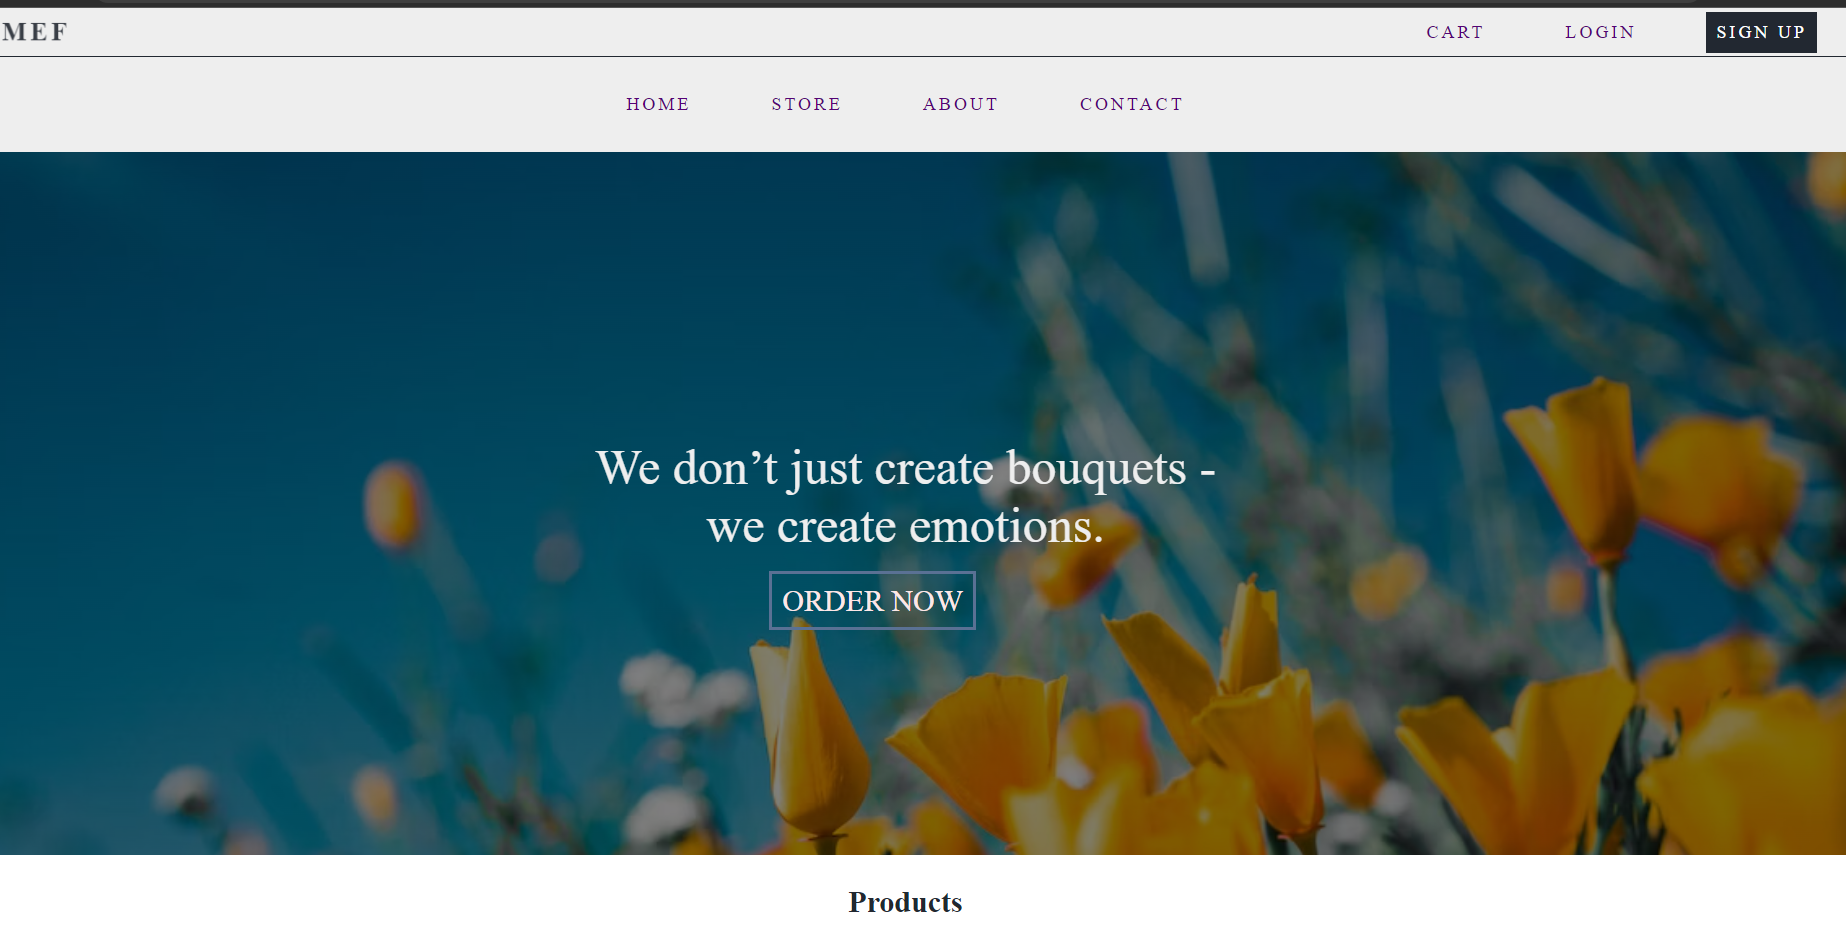 MEF
CART LOGIN SIGN UP
HOME STORE ABOUT CONTACT
We don’t just create bouquets -
we create emotions.
ORDER NOW
Products